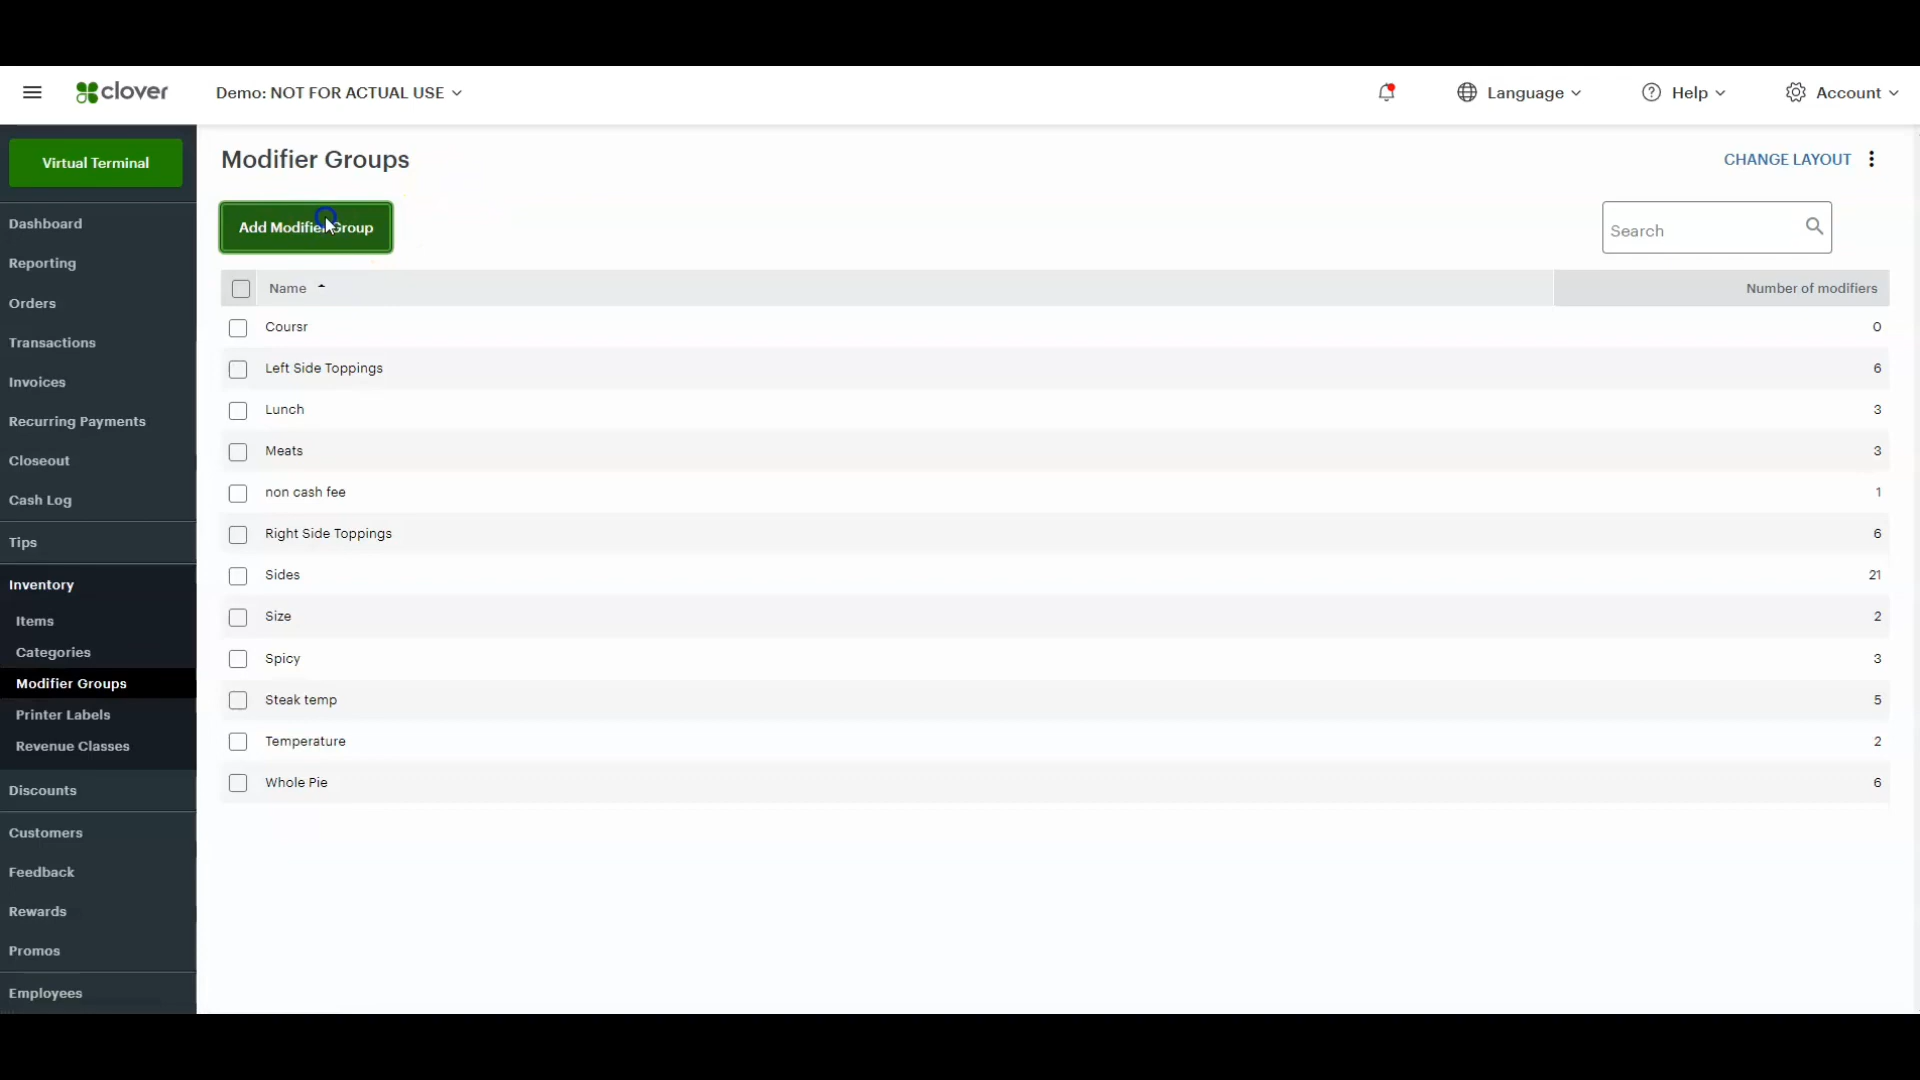 clover
Demo: NOT FOR ACTUAL USE
Language
Help
Account
Virtual Terminal
Dashboard
Reporting
Orders
Transactions
Invoices
Recurring Payments
Closeout
Cash Log
Tips
Inventory
Items
Categories
Modifier Groups
Printer Labels
Revenue Classes
Discounts
Customers
Feedback
Rewards
Promos
Employees
Modifier Groups
CHANGE LAYOUT
Add Modifier Group
Search
Name Number of modifiers
Coursr 0
Left Side Toppings 6
Lunch 3
Meats 3
non cash fee 1
Right Side Toppings 6
Sides 21
Size 2
Spicy 3
Steak temp 5
Temperature 2
Whole Pie 6